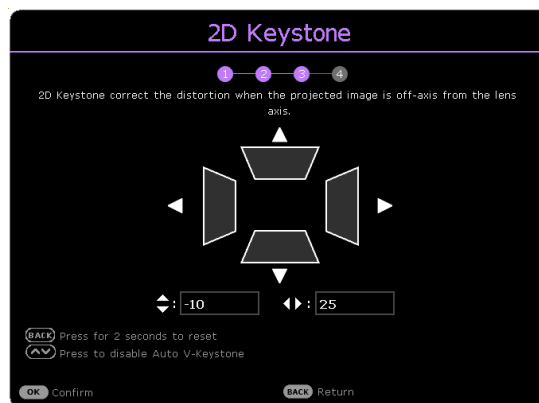 2D Keystone
1 2 3 4
2D Keystone correct the distortion when the projected image is off-axis from the lens
axis.
: -10 : 25
BACK Press for 2 seconds to reset
Press to disable Auto V-Keystone
OK Confirm BACK Return